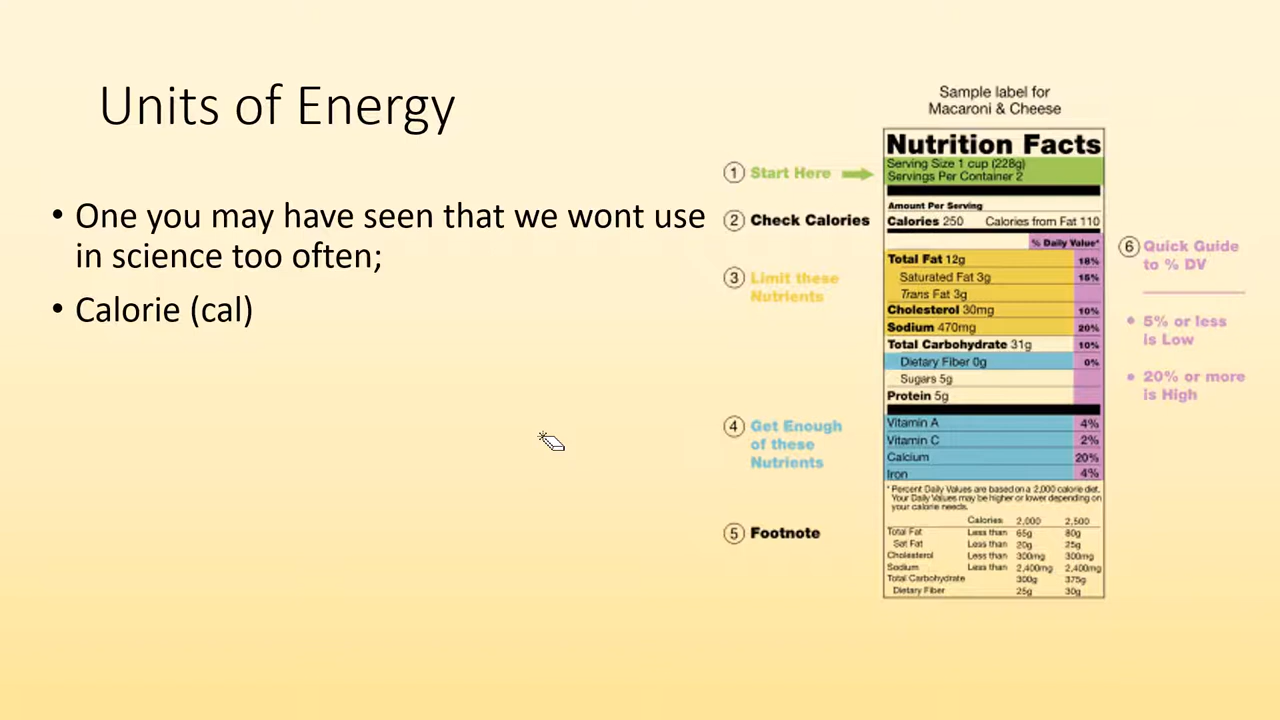 Units of Energy
• One you may have seen that we wont use
in science too often;
• Calorie (cal)
Sample label for
Macaroni & Cheese
1 Start Here
2 Check Calories
3 Limit these
Nutrients
4 Get Enough
of these
Nutrients
5 Footnote
Nutrition Facts
Serving Size 1 cup (228g)
Servings Per Container 2
Amount Per Serving
Calories 250 Calories from Fat 110
% Daily Value*
Total Fat 12g 18%
Saturated Fat 3g 15%
Trans Fat 3g
Cholesterol 30mg 10%
Sodium 470mg 20%
Total Carbohydrate 31g 10%
Dietary Fiber 0g 0%
Sugars 5g
Protein 5g
Vitamin A 4%
Vitamin C 2%
Calcium 20%
Iron 4%
* Percent Daily Values are based on a 2,000 calorie diet.
Your Daily Values may be higher or lower depending on
your calorie needs.
Calories 2,000 2,500
Total Fat Less than 65g 80g
Sat Fat Less than 20g 25g
Cholesterol Less than 300mg 300mg
Sodium Less than 2,400mg 2,400mg
Total Carbohydrate 300g 375g
Dietary Fiber 25g 30g
6 Quick Guide
to % DV
• 5% or less
is Low
• 20% or more
is High